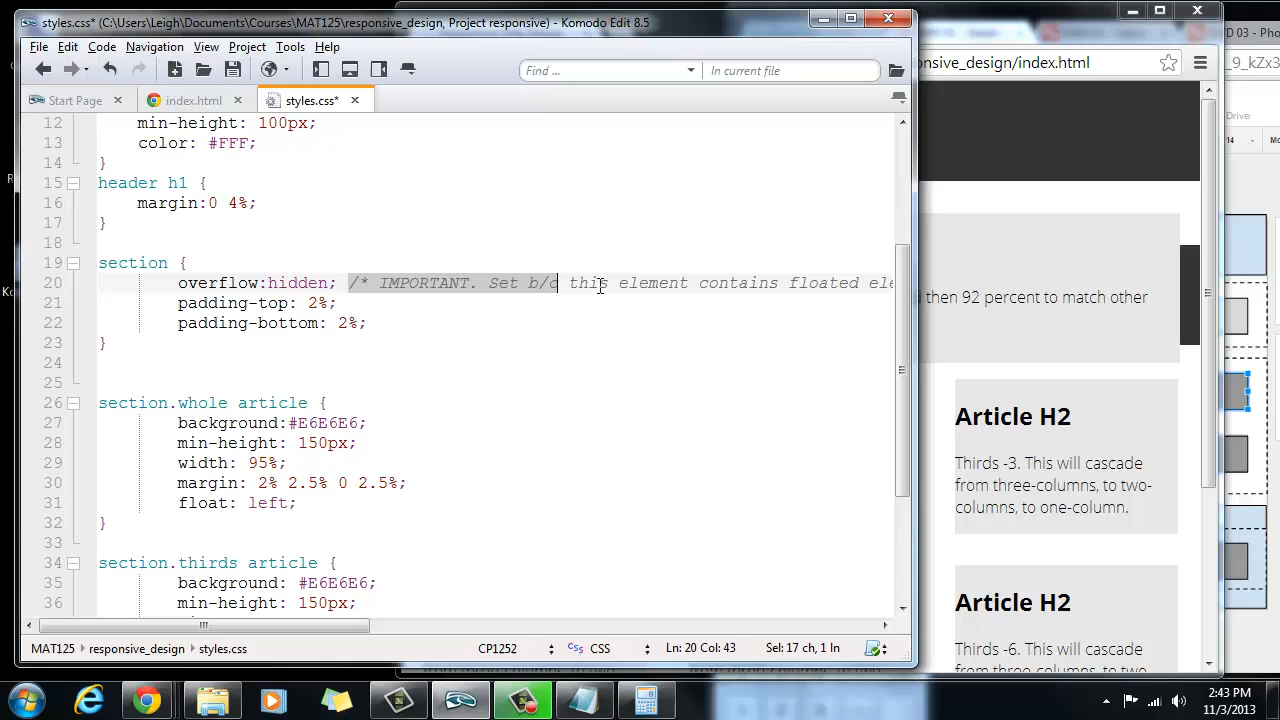 styles.css* (C:\Users\Leigh\Documents\Courses\MAT125\responsive_design, Project responsive) - Komodo Edit 8.5
File Edit Code Navigation View Project Tools Help
Find ...
In current file
Start Page
index.html
styles.css*
12 min-height: 100px;
13 color: #FFF;
14 }
15 header h1 {
16 margin:0 4%;
17 }
18
19 section {
20 overflow:hidden; /* IMPORTANT. Set b/c this element contains floated ele
21 padding-top: 2%;
22 padding-bottom: 2%;
23 }
24
25
26 section.whole article {
27 background:#E6E6E6;
28 min-height: 150px;
29 width: 95%;
30 margin: 2% 2.5% 0 2.5%;
31 float: left;
32 }
33
34 section.thirds article {
35 background: #E6E6E6;
36 min-height: 150px;
MAT125 responsive_design styles.css
CP1252
CSS
Ln: 20 Col: 43
Sel: 17 ch, 1 ln
03 - Pho
onsive_design/index.html
_9_kZx3
Drive
14
Mo
d then 92 percent to match other
Article H2
Thirds -3. This will cascade
from three-columns, to two-
columns, to one-column.
Article H2
Thirds -6. This will cascade
2:43 PM
11/3/2013